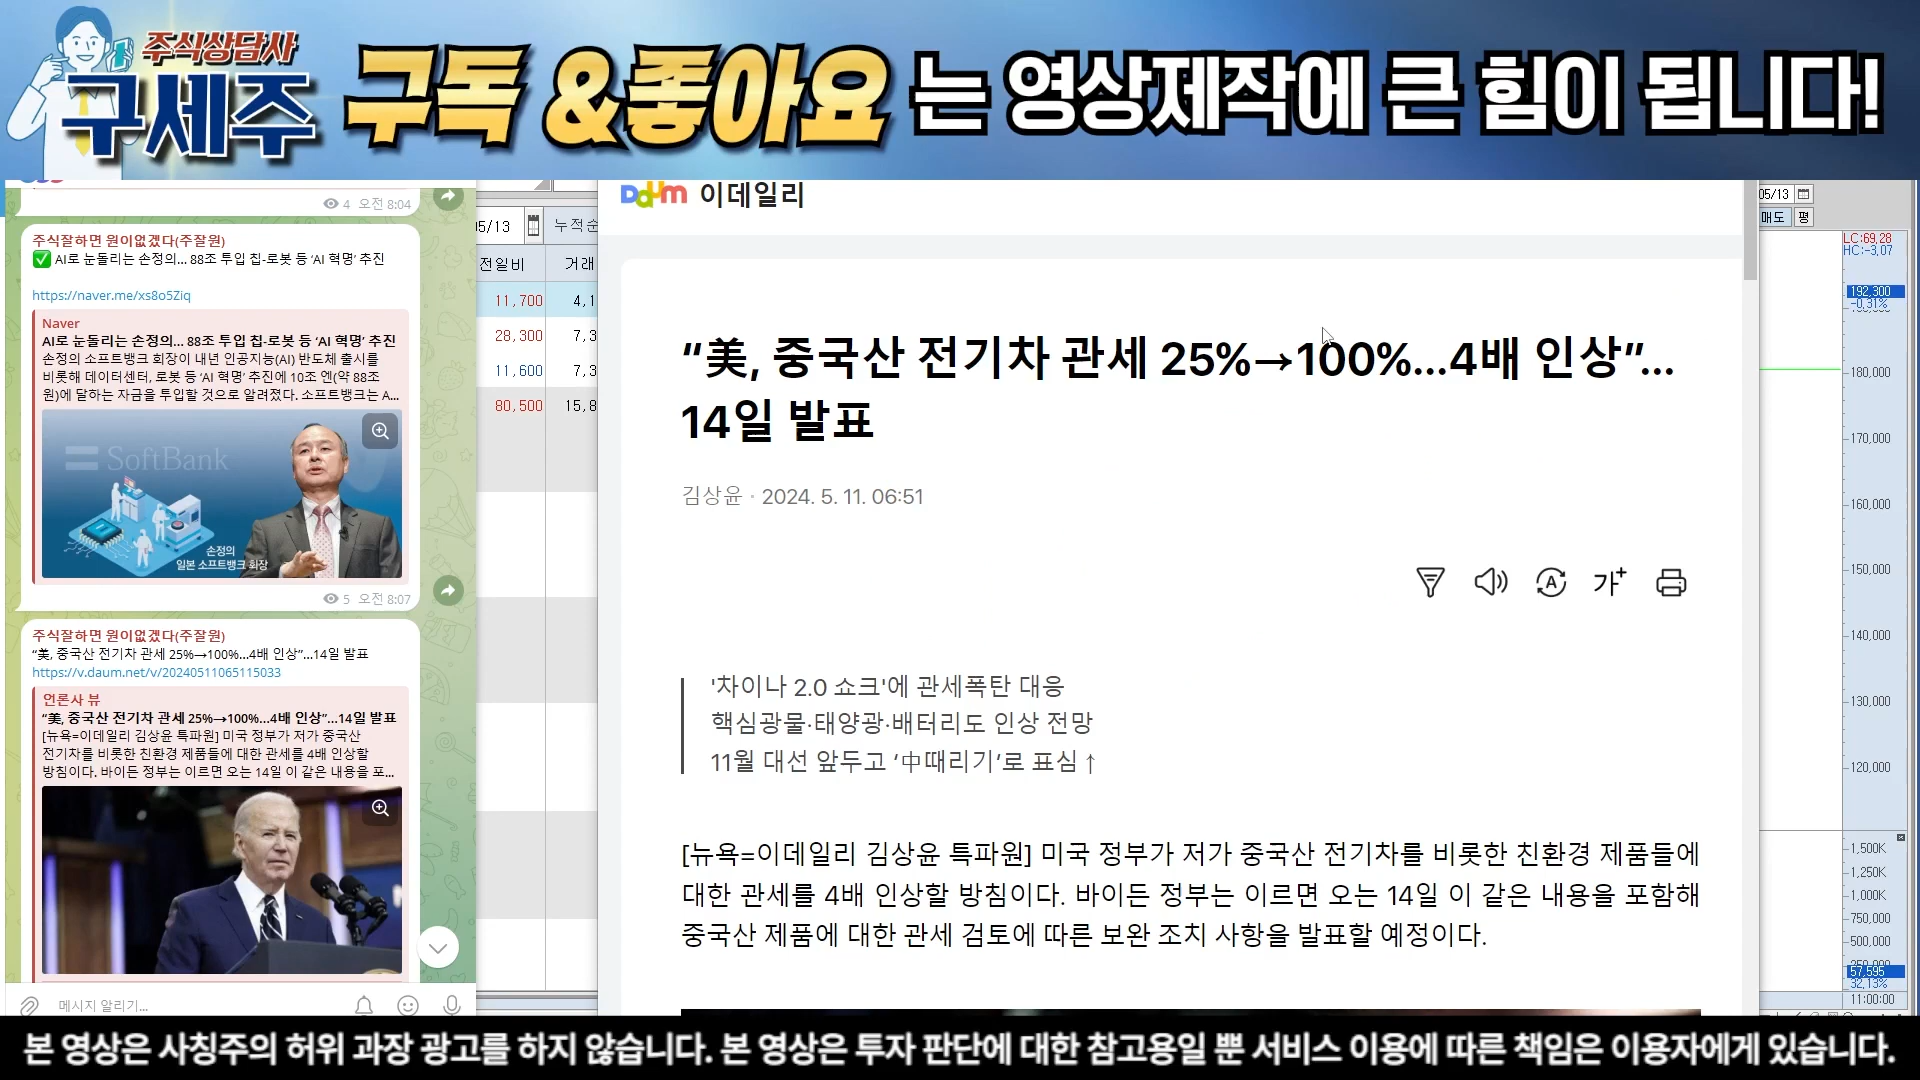 주식상담사
구세주
구독 &좋아요 는 영상제작에 큰 힘이 됩니다!
4 오전 8:04
주식잘하면 원이없겠다(주잘원)
✅ AI로 눈돌리는 손정의... 88조 투입 칩-로봇 등 ‘AI 혁명’ 추진
https://naver.me/xs8o5Ziq
Naver
AI로 눈돌리는 손정의... 88조 투입 칩-로봇 등 ‘AI 혁명’ 추진
손정의 소프트뱅크 회장이 내년 인공지능(AI) 반도체 출시를
비롯해 데이터센터, 로봇 등 ‘AI 혁명’ 추진에 10조 엔(약 88조
원)에 달하는 자금을 투입할 것으로 알려졌다. 소프트뱅크는 A...
SoftBank
손정의
일본 소프트뱅크 회장
5 오전 8:07
주식잘하면 원이없겠다(주잘원)
“美, 중국산 전기차 관세 25%→100%...4배 인상”...14일 발표
https://v.daum.net/v/20240511065115033
언론사 뷰
“美, 중국산 전기차 관세 25%→100%...4배 인상”...14일 발표
[뉴욕=이데일리 김상윤 특파원] 미국 정부가 저가 중국산
전기차를 비롯한 친환경 제품들에 대한 관세를 4배 인상할
방침이다. 바이든 정부는 이르면 오는 14일 이 같은 내용을 포...
메시지 알리기...
05/13 누적순
전일비 거래
11,700 4,1
28,300 7,3
11,600 7,3
80,500 15,8
Daum 이데일리
“美, 중국산 전기차 관세 25%→100%...4배 인상”...
14일 발표
김상윤 · 2024. 5. 11. 06:51
A 가+
'차이나 2.0 쇼크'에 관세폭탄 대응
핵심광물·태양광·배터리도 인상 전망
11월 대선 앞두고 ‘中때리기’로 표심↑
[뉴욕=이데일리 김상윤 특파원] 미국 정부가 저가 중국산 전기차를 비롯한 친환경 제품들에
대한 관세를 4배 인상할 방침이다. 바이든 정부는 이르면 오는 14일 이 같은 내용을 포함해
중국산 제품에 대한 관세 검토에 따른 보완 조치 사항을 발표할 예정이다.
05/13
매도 평
LC:69,28
HC:-3,07
192,300
-0,31%
180,000
170,000
160,000
150,000
140,000
130,000
120,000
1,500K
1,250K
1,000K
750,000
500,000
57,595
32,13%
11:00:00
본 영상은 사칭주의 허위 과장 광고를 하지 않습니다. 본 영상은 투자 판단에 대한 참고용일 뿐 서비스 이용에 따른 책임은 이용자에게 있습니다.